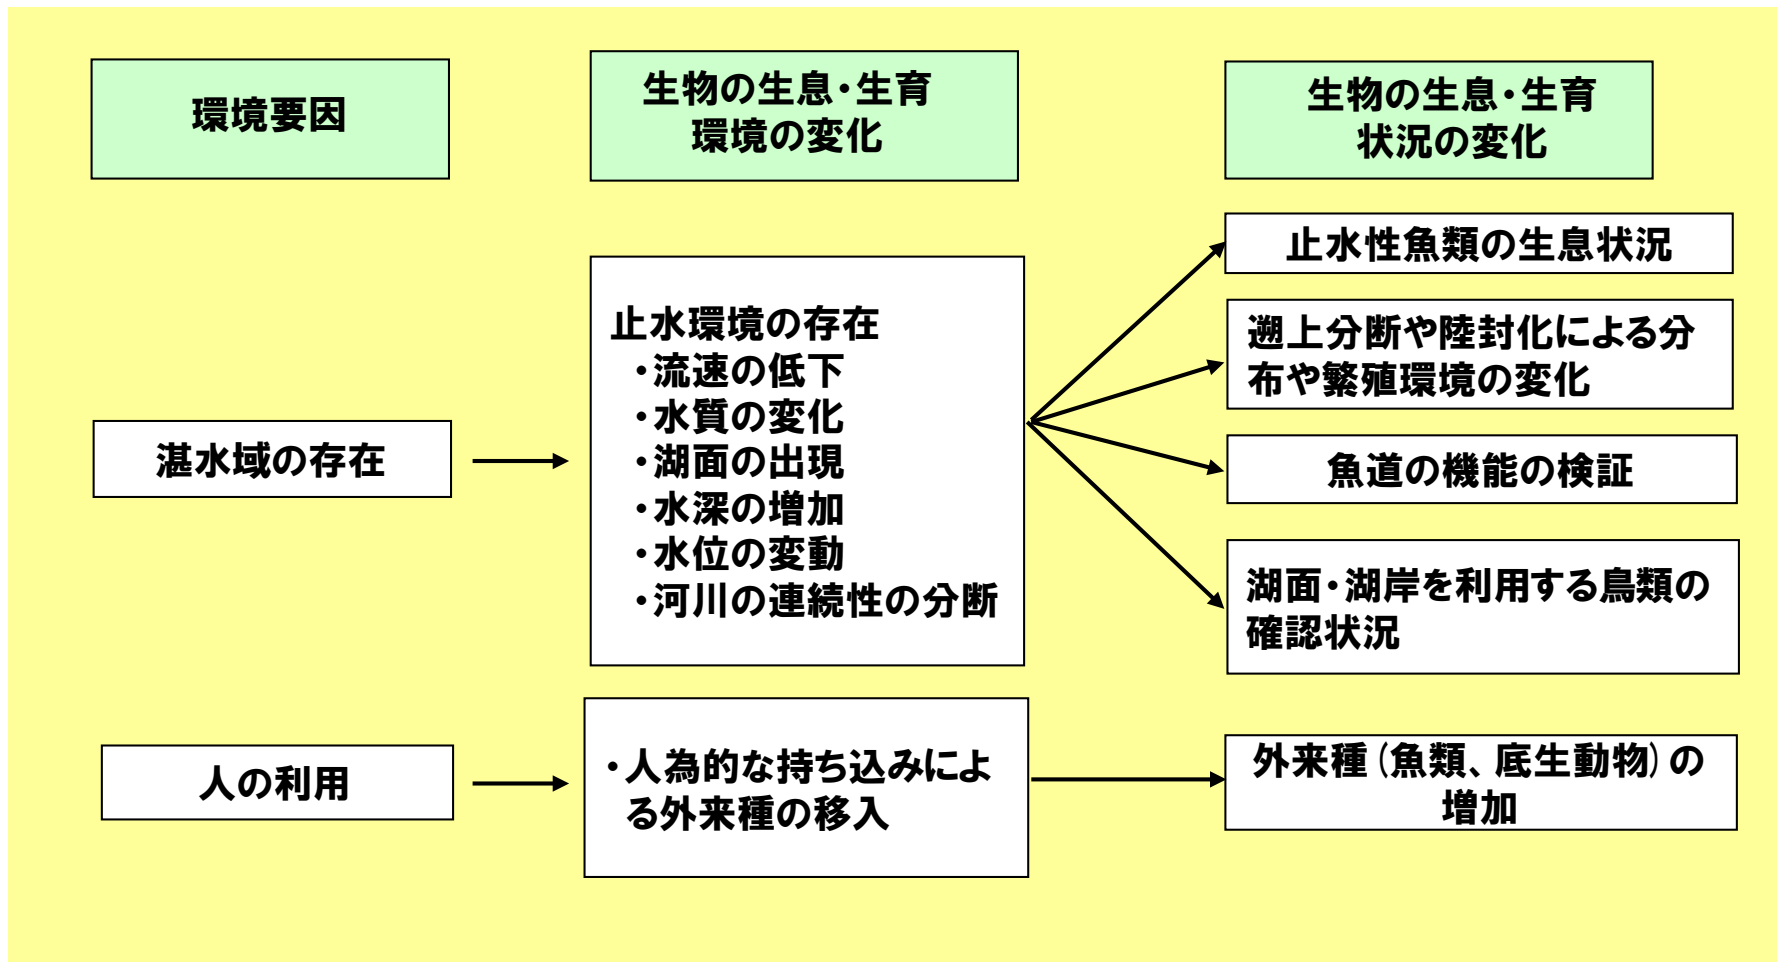 環境要因
生物の生息・生育
環境の変化
生物の生息・生育
状況の変化
湛水域の存在
止水環境の存在
・流速の低下
・水質の変化
・湖面の出現
・水深の増加
・水位の変動
・河川の連続性の分断
止水性魚類の生息状況
遡上分断や陸封化による分
布や繁殖環境の変化
魚道の機能の検証
湖面・湖岸を利用する鳥類の
確認状況
人の利用
・人為的な持ち込みによ
る外来種の移入
外来種(魚類、底生動物)の
増加